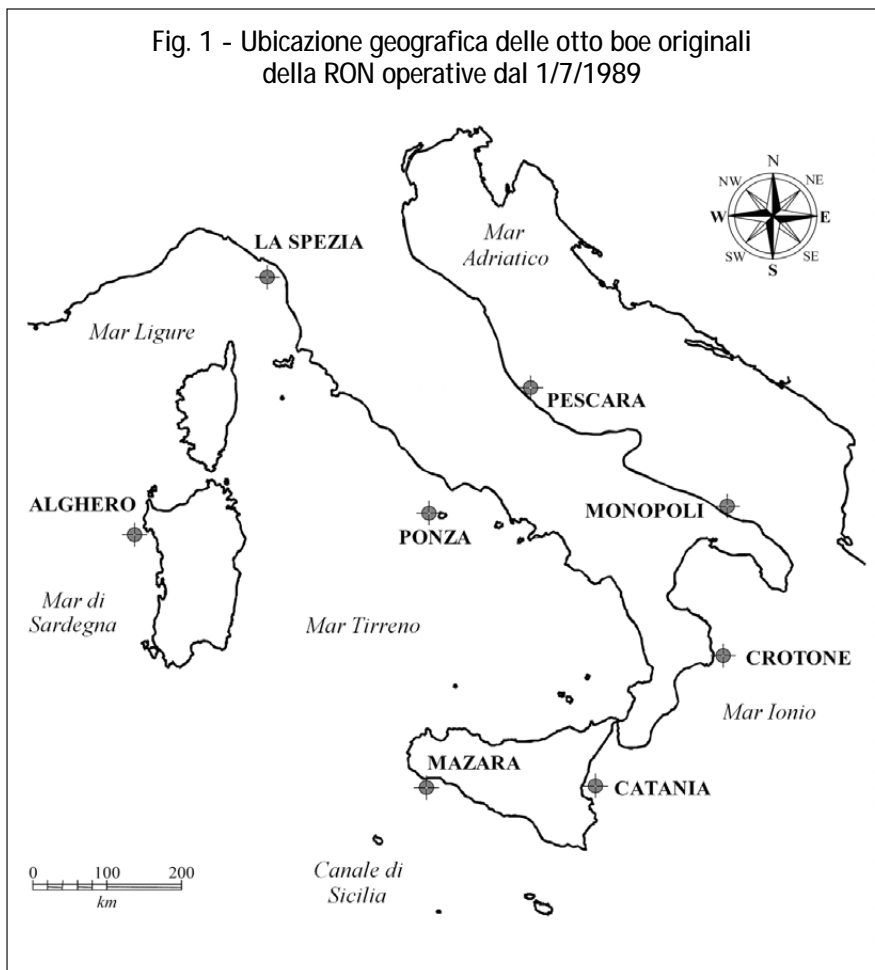 Fig. 1 - Ubicazione geografica delle otto boe originali
della RON operative dal 1/7/1989
N
NW
NE
W
E
SW
SE
S
Mar
Adriatico
LA SPEZIA
Mar Ligure
PESCARA
ALGHERO
PONZA
MONOPOLI
Mar di
Sardegna
Mar Tirreno
CROTONE
Mar Ionio
MAZARA
CATANIA
Canale di
Sicilia
0 100 200
km